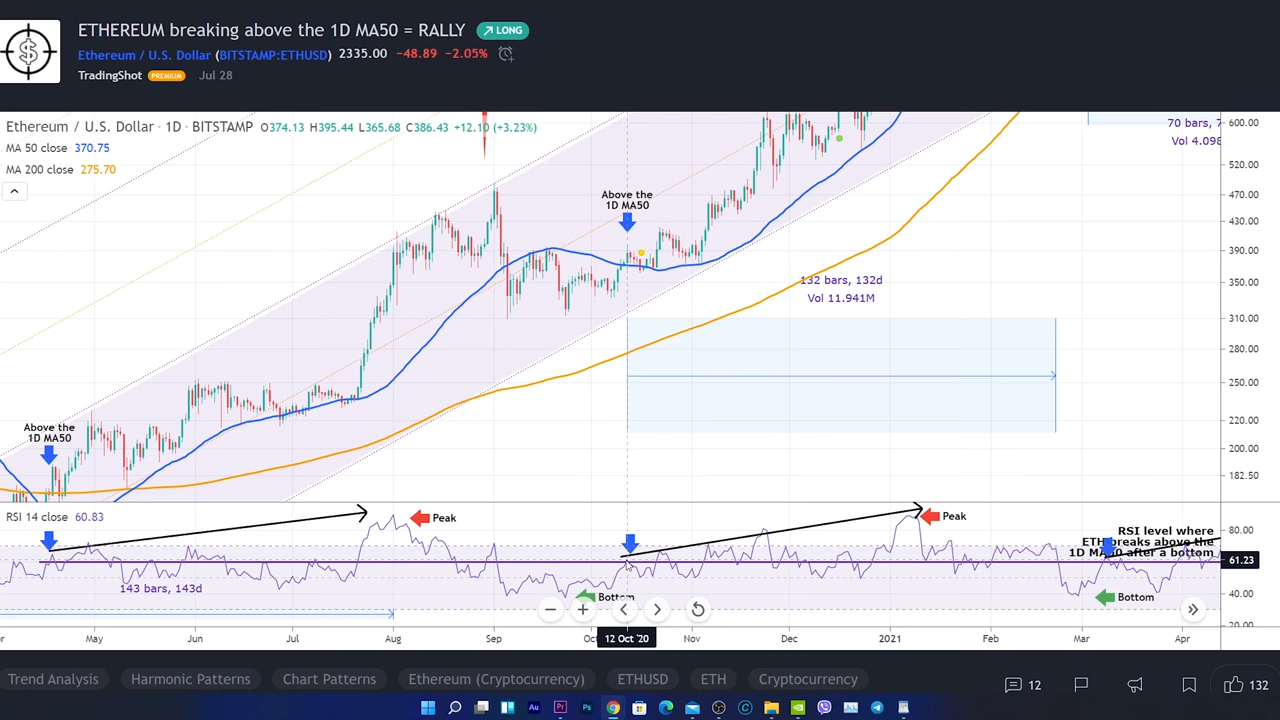 ETHEREUM breaking above the 1D MA50 = RALLY LONG
Ethereum / U.S. Dollar (BITSTAMP:ETHUSD) 2335.00 −48.89 −2.05%
TradingShot PREMIUM Jul 28
Ethereum / U.S. Dollar · 1D · BITSTAMP O374.13 H395.44 L365.68 C386.43 +12.10 (+3.23%)
MA 50 close 370.75
MA 200 close 275.70
70 bars, 7
Vol 4.098
Above the
1D MA50
132 bars, 132d
Vol 11.941M
Above the
1D MA50
600.00
520.00
470.00
430.00
390.00
350.00
310.00
280.00
250.00
220.00
200.00
182.50
RSI 14 close 60.83
Peak
Peak
RSI level where
ETH breaks above the
1D MA50 after a bottom
143 bars, 143d
Bottom
Bottom
80.00
61.23
40.00
20.00
May Jun Jul Aug Sep Oct 12 Oct '20 Nov Dec 2021 Feb Mar Apr
Trend Analysis Harmonic Patterns Chart Patterns Ethereum (Cryptocurrency) ETHUSD ETH Cryptocurrency 12 132
Au Pr Ps